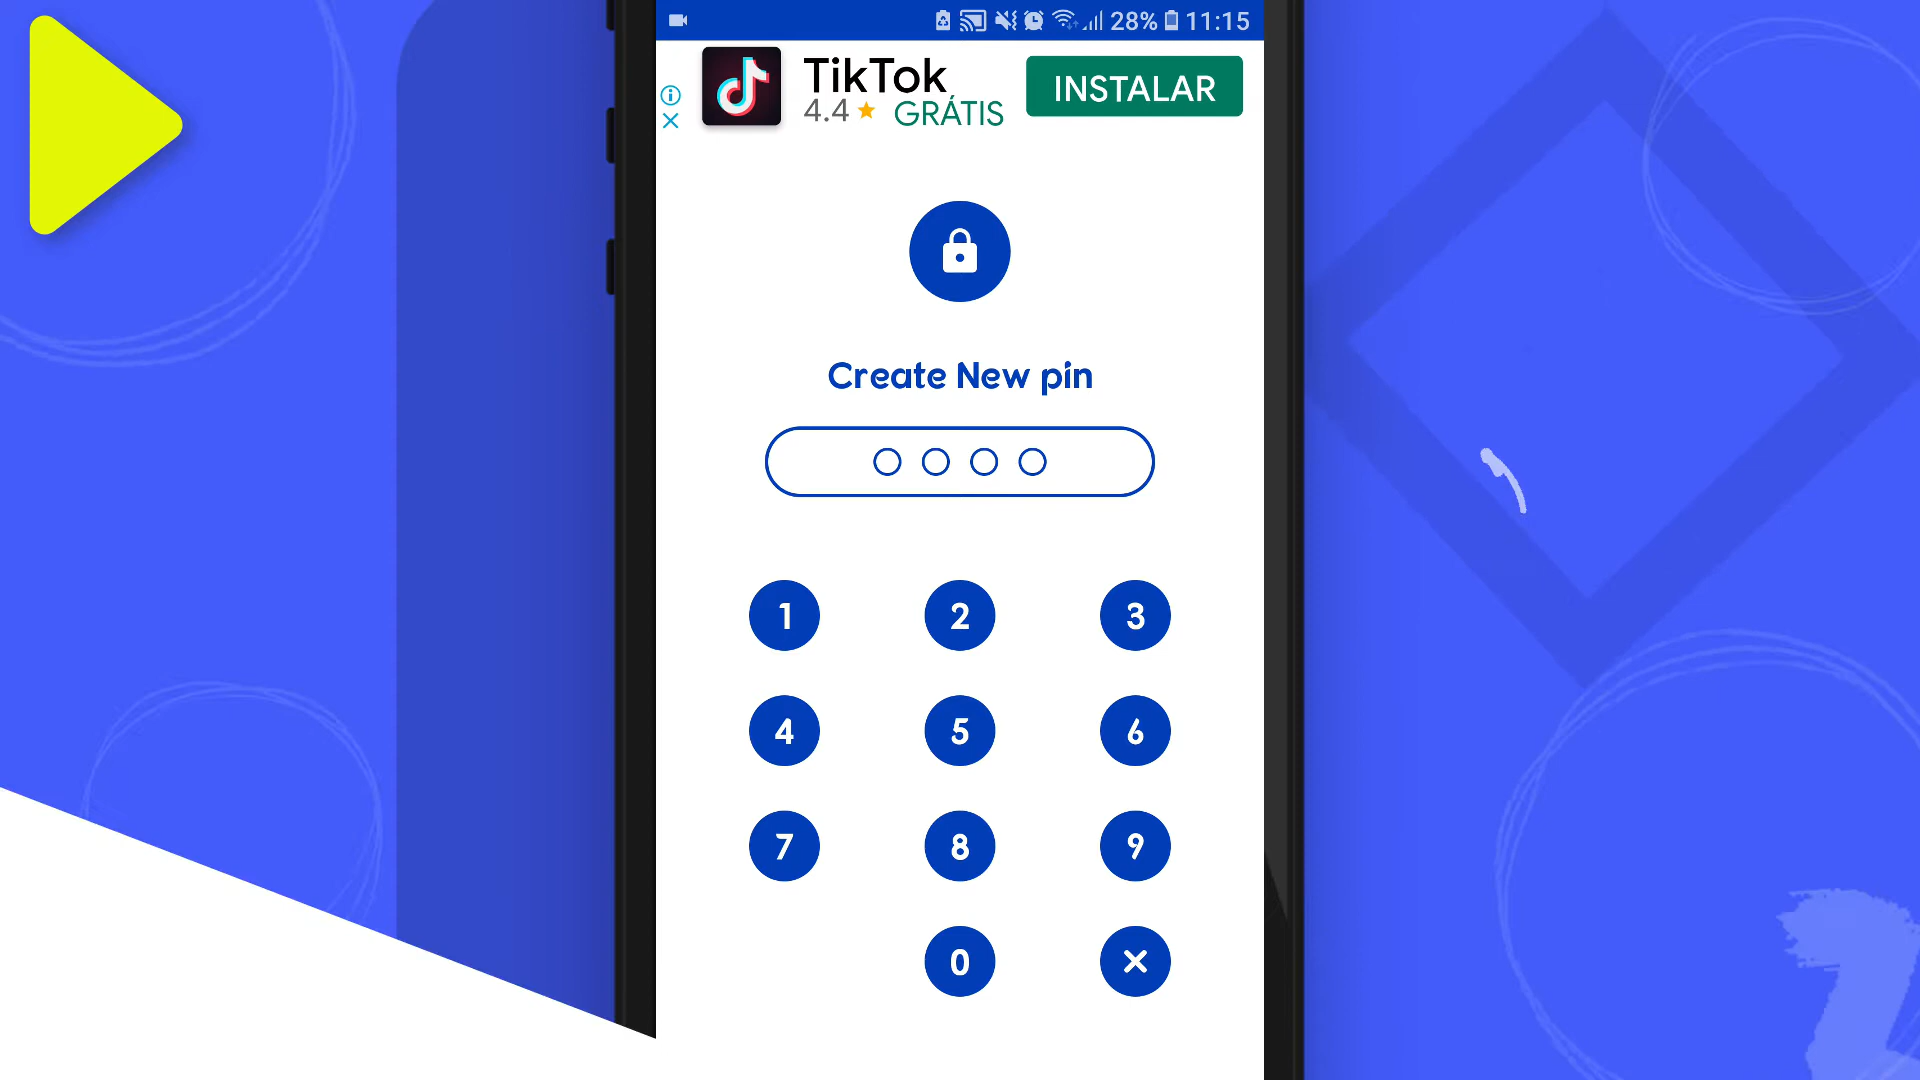 28% 11:15
TikTok
4.4 GRÁTIS
INSTALAR
Create New pin
1 2 3
4 5 6
7 8 9
0